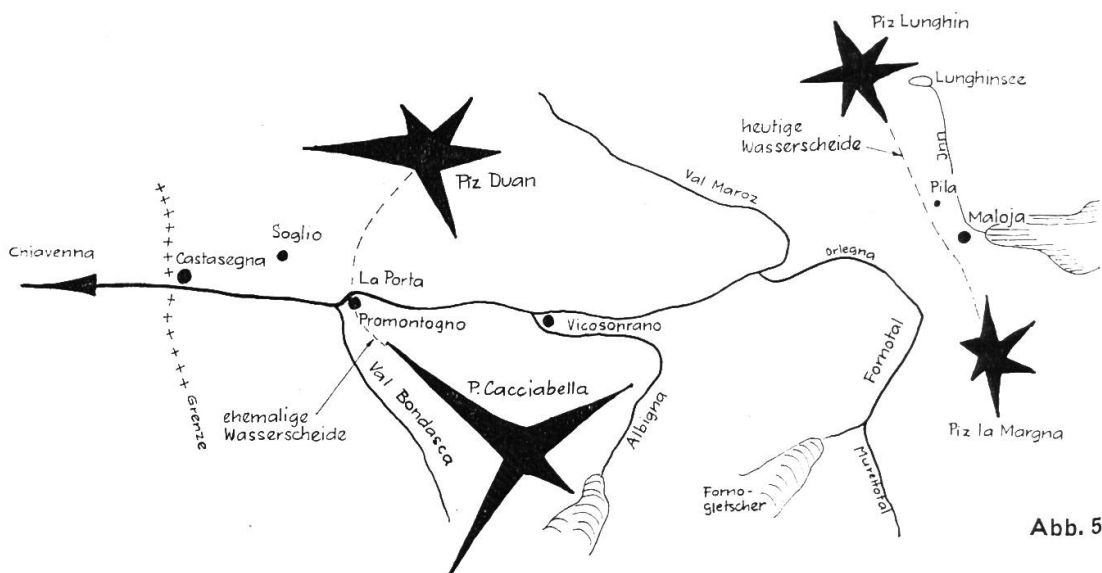 Piz Lunghin
Lunghinsee
heutige
Wasserscheide
Inn
Val Maroz
Pila
Piz Duan
Maloja
Soglio
Chiavenna
Castasegna
Orlegna
La Porta
Promontogno
Vicosoprano
Fornotal
P. Cacciabella
Val Bondasca
Grenze
ehemalige
Wasserscheide
Albigna
Piz la Margna
Murettotal
Forno-
gletscher
Abb. 5